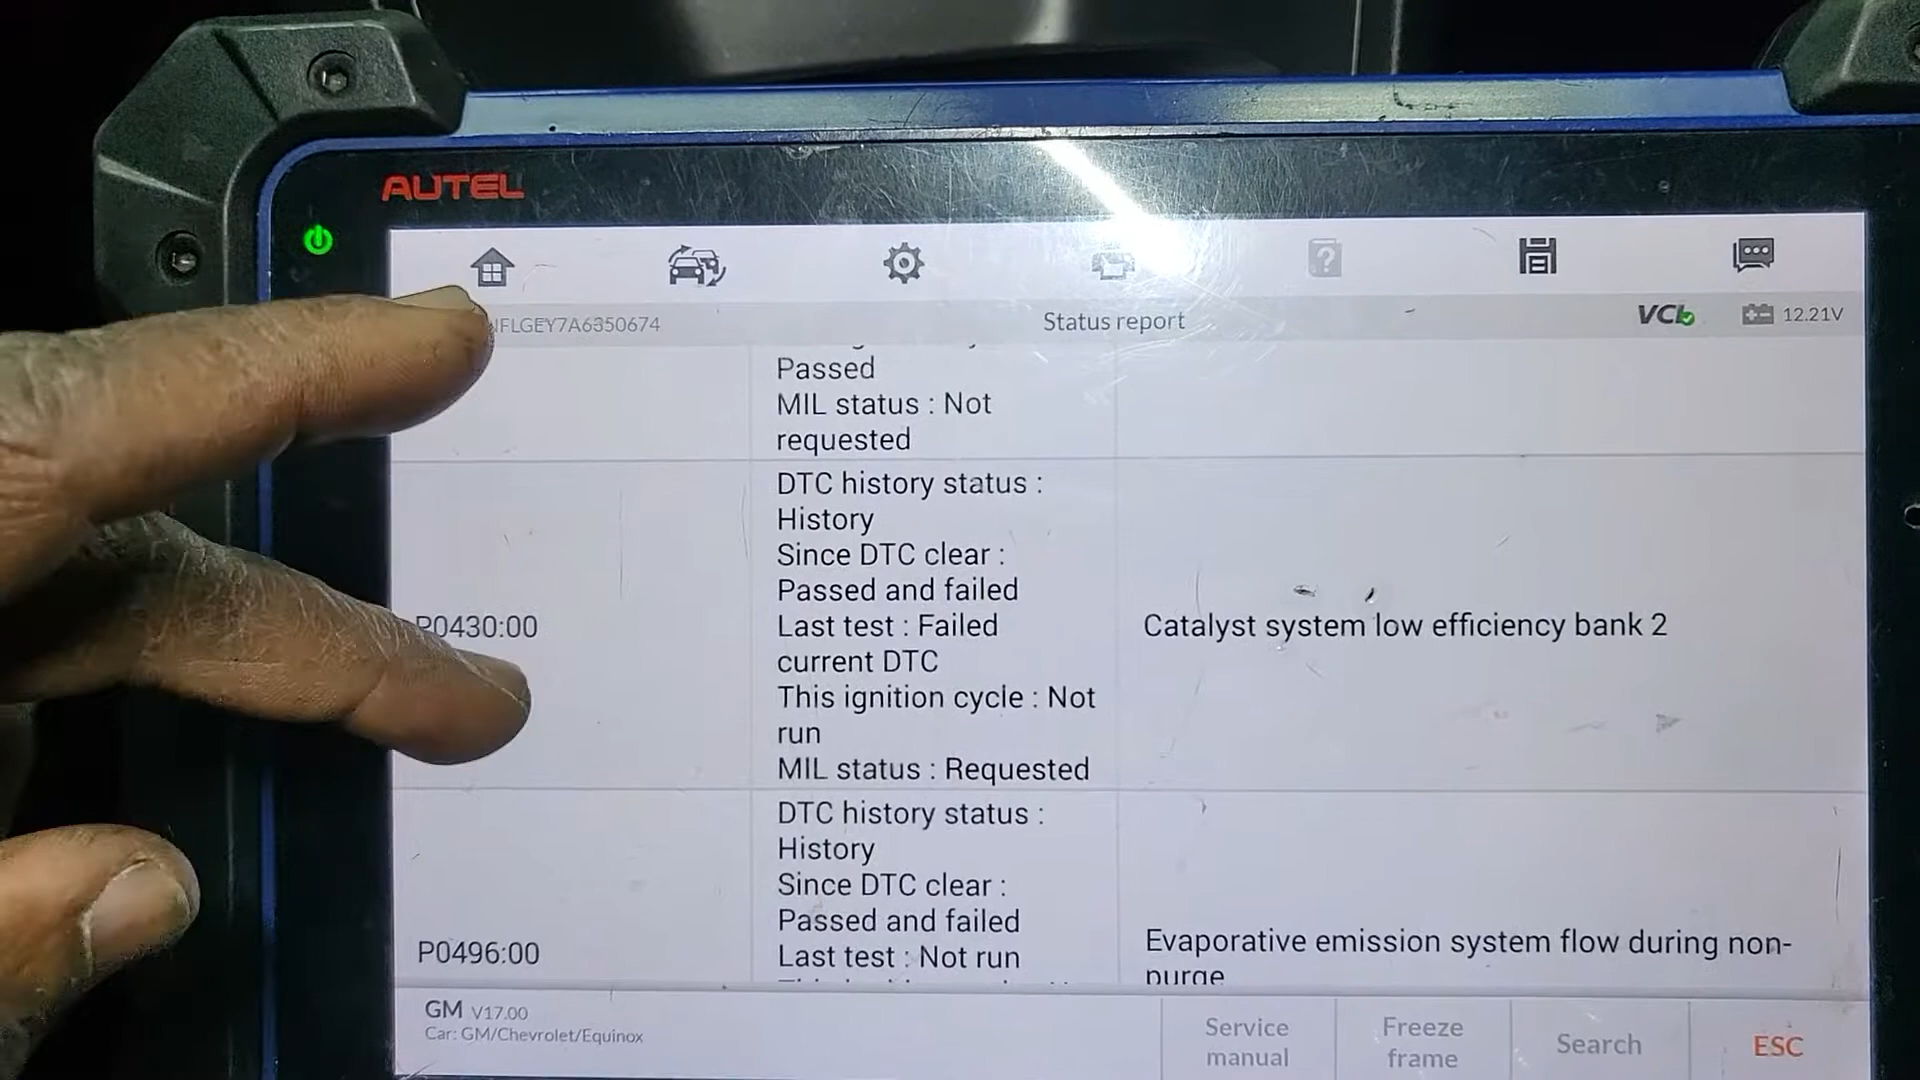 AUTEL
NFLGEY7A6350674
Status report
VCI
12.21V
Passed
MIL status : Not
requested
P0430:00
DTC history status :
History
Since DTC clear :
Passed and failed
Last test : Failed
current DTC
This ignition cycle : Not
run
MIL status : Requested
Catalyst system low efficiency bank 2
P0496:00
DTC history status :
History
Since DTC clear :
Passed and failed
Last test : Not run
Evaporative emission system flow during non-
purge
GM V17.00
Car: GM/Chevrolet/Equinox
Service
manual
Freeze
frame
Search
ESC